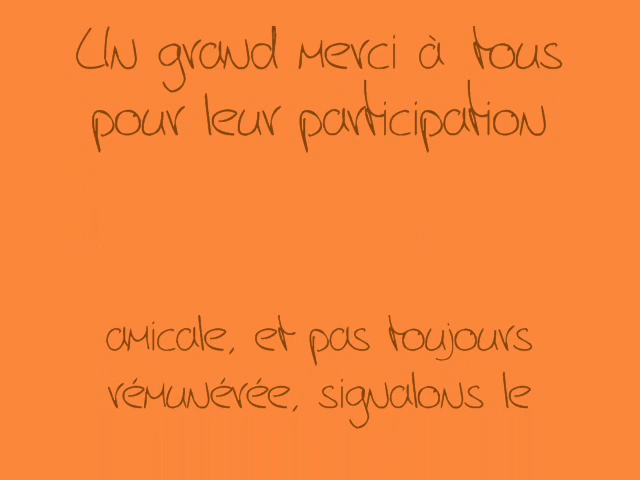 Un grand merci à tous
pour leur participation
amicale, et pas toujours
rémunérée, signalons le